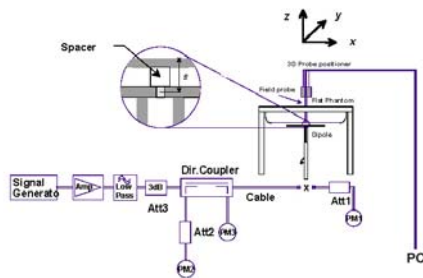 z
y
x
Spacer
s
3D Probe positioner
Field probe
Flat Phantom
Dipole
Signal
Generato
Amp
Low
Pass
3dB
Att3
Dir.Coupler
Cable
x
Att1
PM1
Att2
PM3
PM2
PC